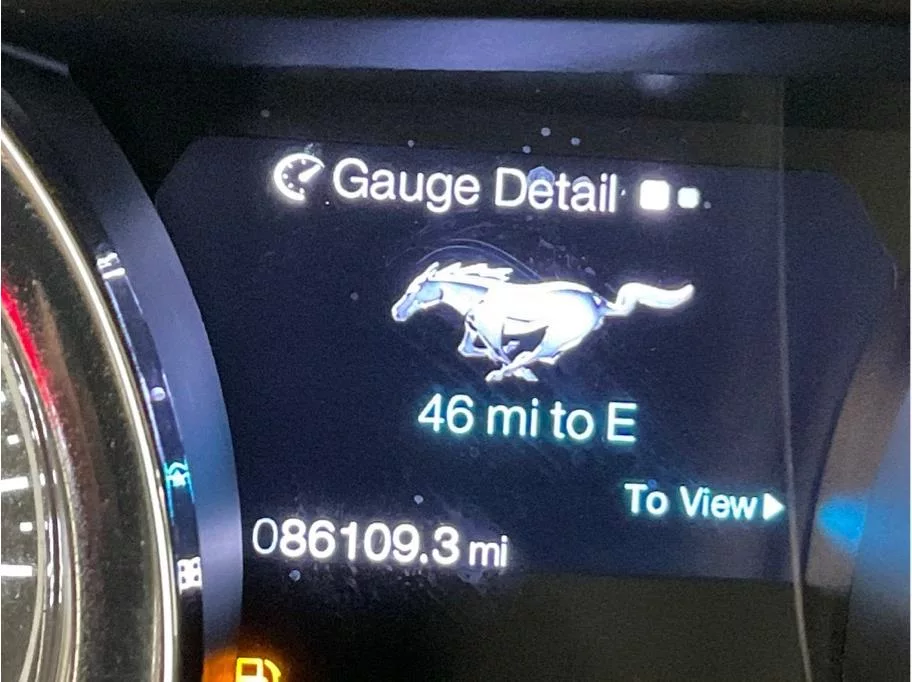 Gauge Detail
46 mi to E
To View
086109.3 mi